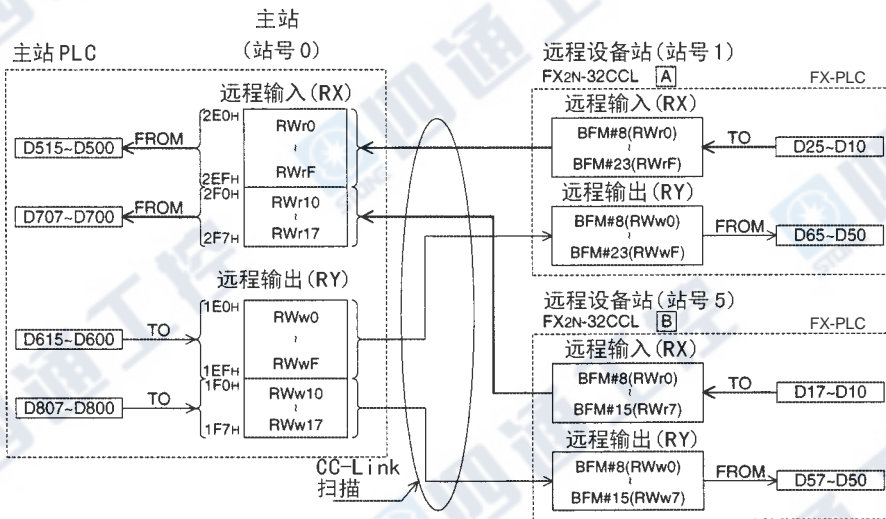 主站
(站号0)
主站PLC
远程输入(RX)
2E0H
RWr0
~
RWrF
2EFH
D515~D500
FROM
2F0H
RWr10
~
RWr17
2F7H
D707~D700
FROM
远程输出(RY)
1E0H
RWw0
~
RWwF
1EFH
D615~D600
TO
1F0H
RWw10
~
RWw17
1F7H
D807~D800
TO
CC-Link
扫描
远程设备站(站号1)
FX2N-32CCL A
FX-PLC
远程输入(RX)
BFM#8(RWr0)
~
BFM#23(RWrF)
TO
D25~D10
远程输出(RY)
BFM#8(RWw0)
~
BFM#23(RWwF)
FROM
D65~D50
远程设备站(站号5)
FX2N-32CCL B
FX-PLC
远程输入(RX)
BFM#8(RWr0)
~
BFM#15(RWr7)
TO
D17~D10
远程输出(RY)
BFM#8(RWw0)
~
BFM#15(RWw7)
FROM
D57~D50
四通工控
STONG